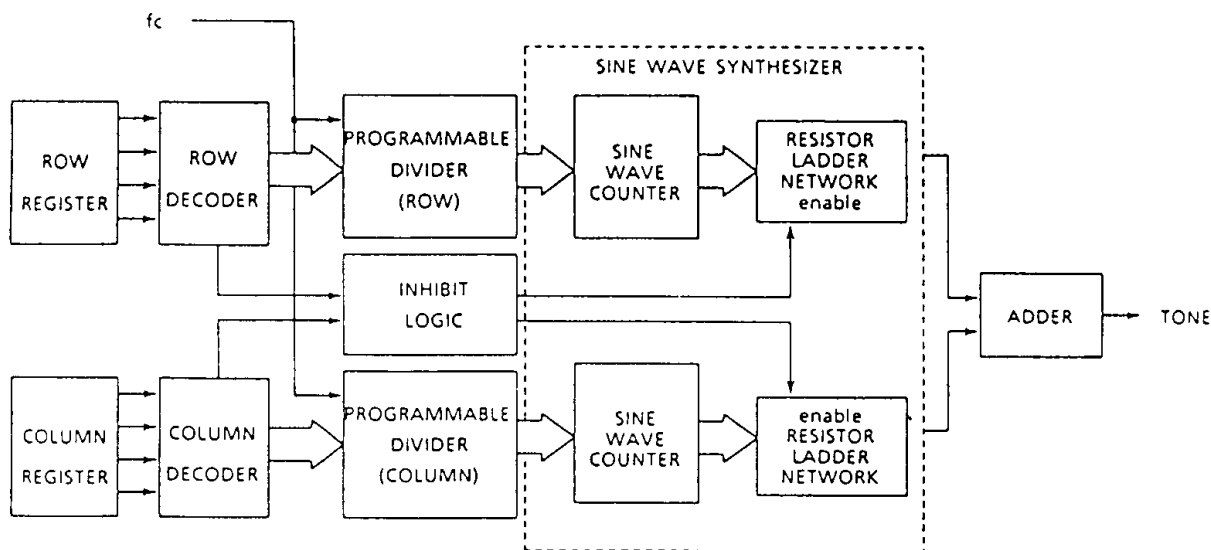 fc
SINE WAVE SYNTHESIZER
ROW
REGISTER
ROW
DECODER
PROGRAMMABLE
DIVIDER
(ROW)
SINE
WAVE
COUNTER
RESISTOR
LADDER
NETWORK
enable
INHIBIT
LOGIC
ADDER
TONE
COLUMN
REGISTER
COLUMN
DECODER
PROGRAMMABLE
DIVIDER
(COLUMN)
SINE
WAVE
COUNTER
enable
RESISTOR
LADDER
NETWORK